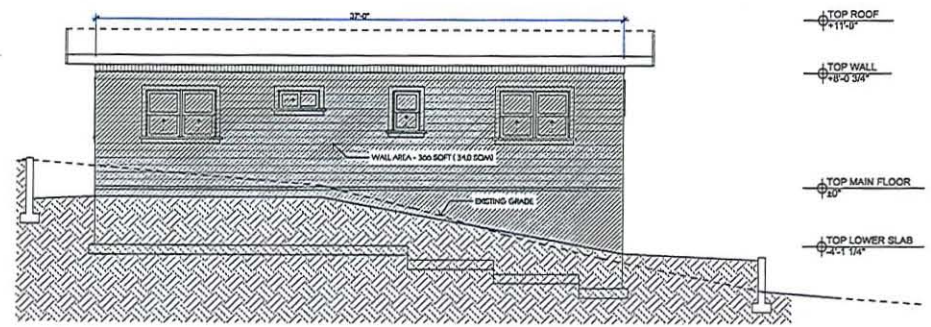 37'-0"
TOP ROOF
+11'-9"
TOP WALL
+8'-0 3/4"
WALL AREA - 366 SQFT ( 34.0 SQM)
TOP MAIN FLOOR
±0"
EXISTING GRADE
TOP LOWER SLAB
-4'-1 1/4"